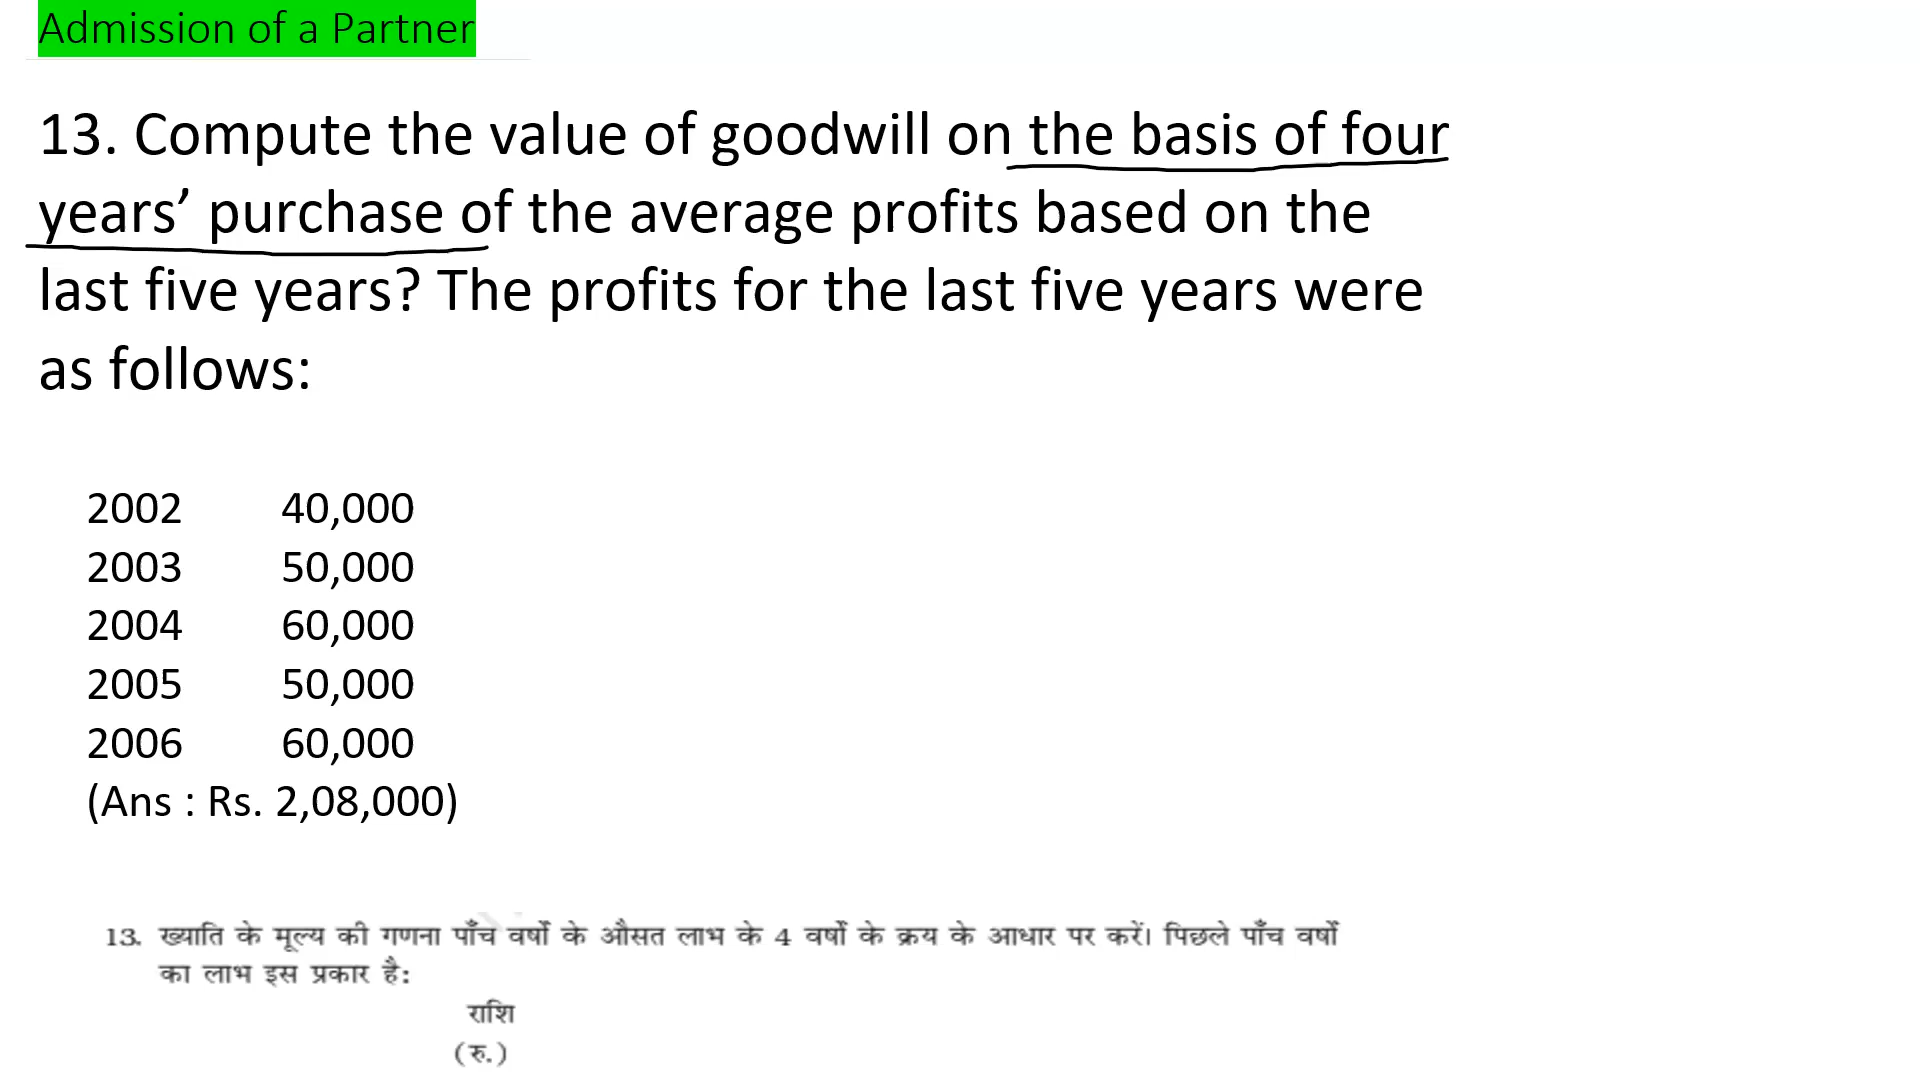 Admission of a Partner
13. Compute the value of goodwill on the basis of four
years’ purchase of the average profits based on the
last five years? The profits for the last five years were
as follows:
2002 40,000
2003 50,000
2004 60,000
2005 50,000
2006 60,000
(Ans : Rs. 2,08,000)
13. ख्याति के मूल्य की गणना पाँच वर्षों के औसत लाभ के 4 वर्षों के क्रय के आधार पर करें। पिछले पाँच वर्षों
का लाभ इस प्रकार है:
राशि
(रु.)